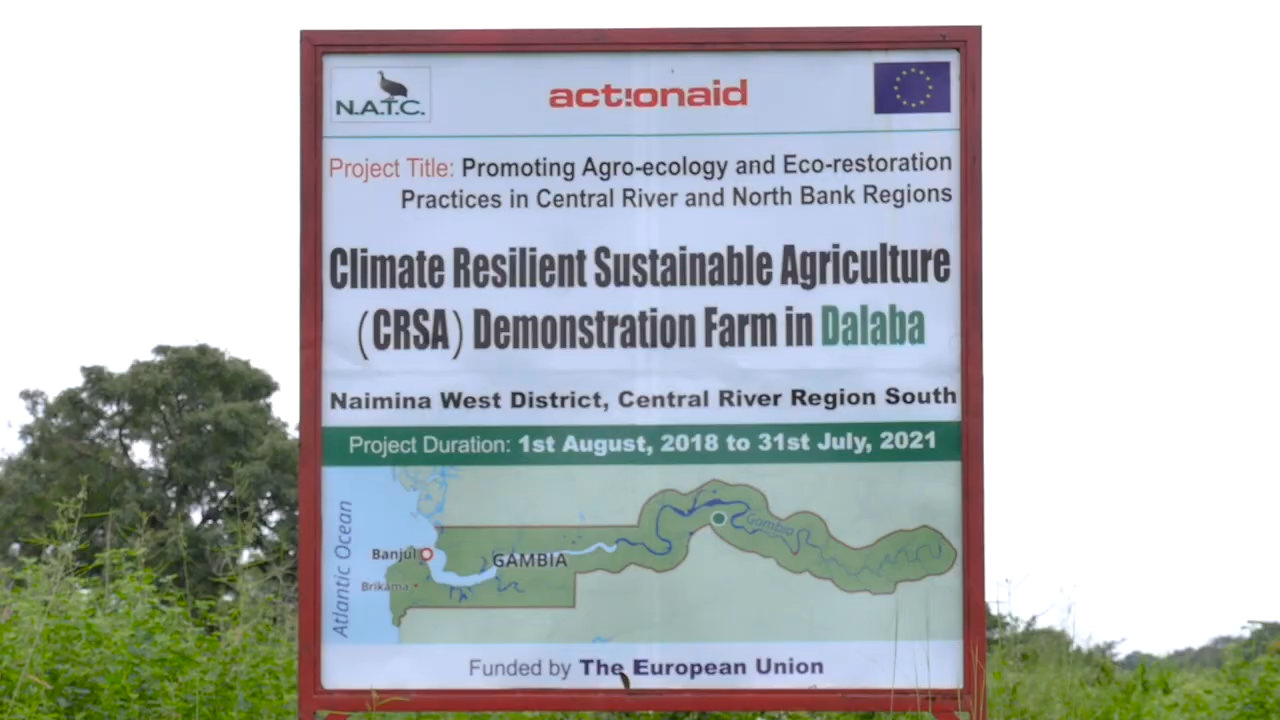 N.A.T.C.
act!onaid
Project Title: Promoting Agro-ecology and Eco-restoration
Practices in Central River and North Bank Regions
Climate Resilient Sustainable Agriculture
(CRSA) Demonstration Farm in Dalaba
Naimina West District, Central River Region South
Project Duration: 1st August, 2018 to 31st July, 2021
Atlantic Ocean
Banjul
Brikama
GAMBIA
Gambia
Funded by The European Union